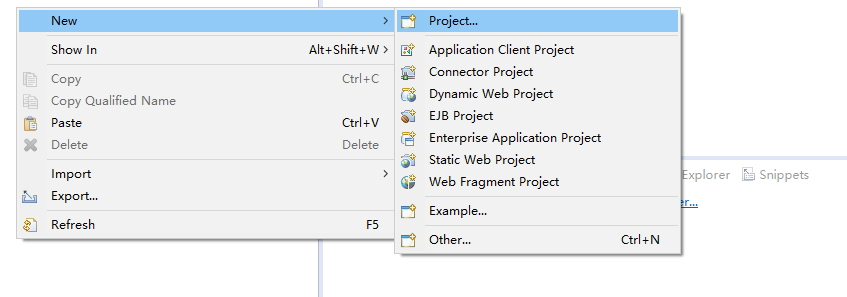 New
Show In Alt+Shift+W
Copy Ctrl+C
Copy Qualified Name
Paste Ctrl+V
Delete Delete
Import
Export...
Refresh F5
Project...
Application Client Project
Connector Project
Dynamic Web Project
EJB Project
Enterprise Application Project
Static Web Project
Web Fragment Project
Example...
Other... Ctrl+N
Explorer Snippets
er...